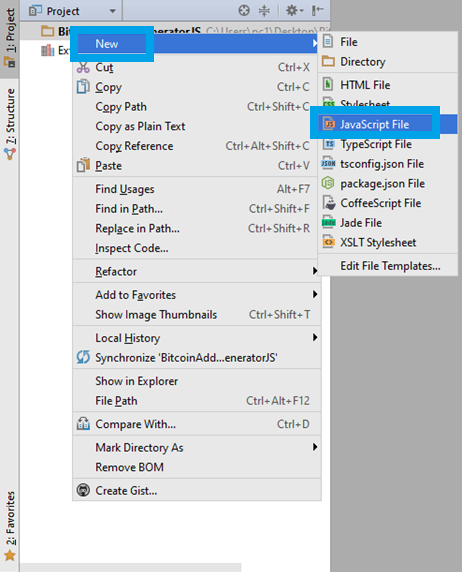 Project
1: Project
7: Structure
2: Favorites
Bi eneratorJS C:\Users\pc1\Desktop\
Ex
New
Cut Ctrl+X
Copy Ctrl+C
Copy Path Ctrl+Shift+C
Copy as Plain Text
Copy Reference Ctrl+Alt+Shift+C
Paste Ctrl+V
Find Usages Alt+F7
Find in Path... Ctrl+Shift+F
Replace in Path... Ctrl+Shift+R
Inspect Code...
Refactor
Add to Favorites
Show Image Thumbnails Ctrl+Shift+T
Local History
Synchronize 'BitcoinAdd...eneratorJS'
Show in Explorer
File Path Ctrl+Alt+F12
Compare With... Ctrl+D
Mark Directory As
Remove BOM
Create Gist...
File
Directory
HTML File
Stylesheet
JS JavaScript File
TS TypeScript File
JSON tsconfig.json File
package.json File
CoffeeScript File
Jade File
XSLT Stylesheet
Edit File Templates...